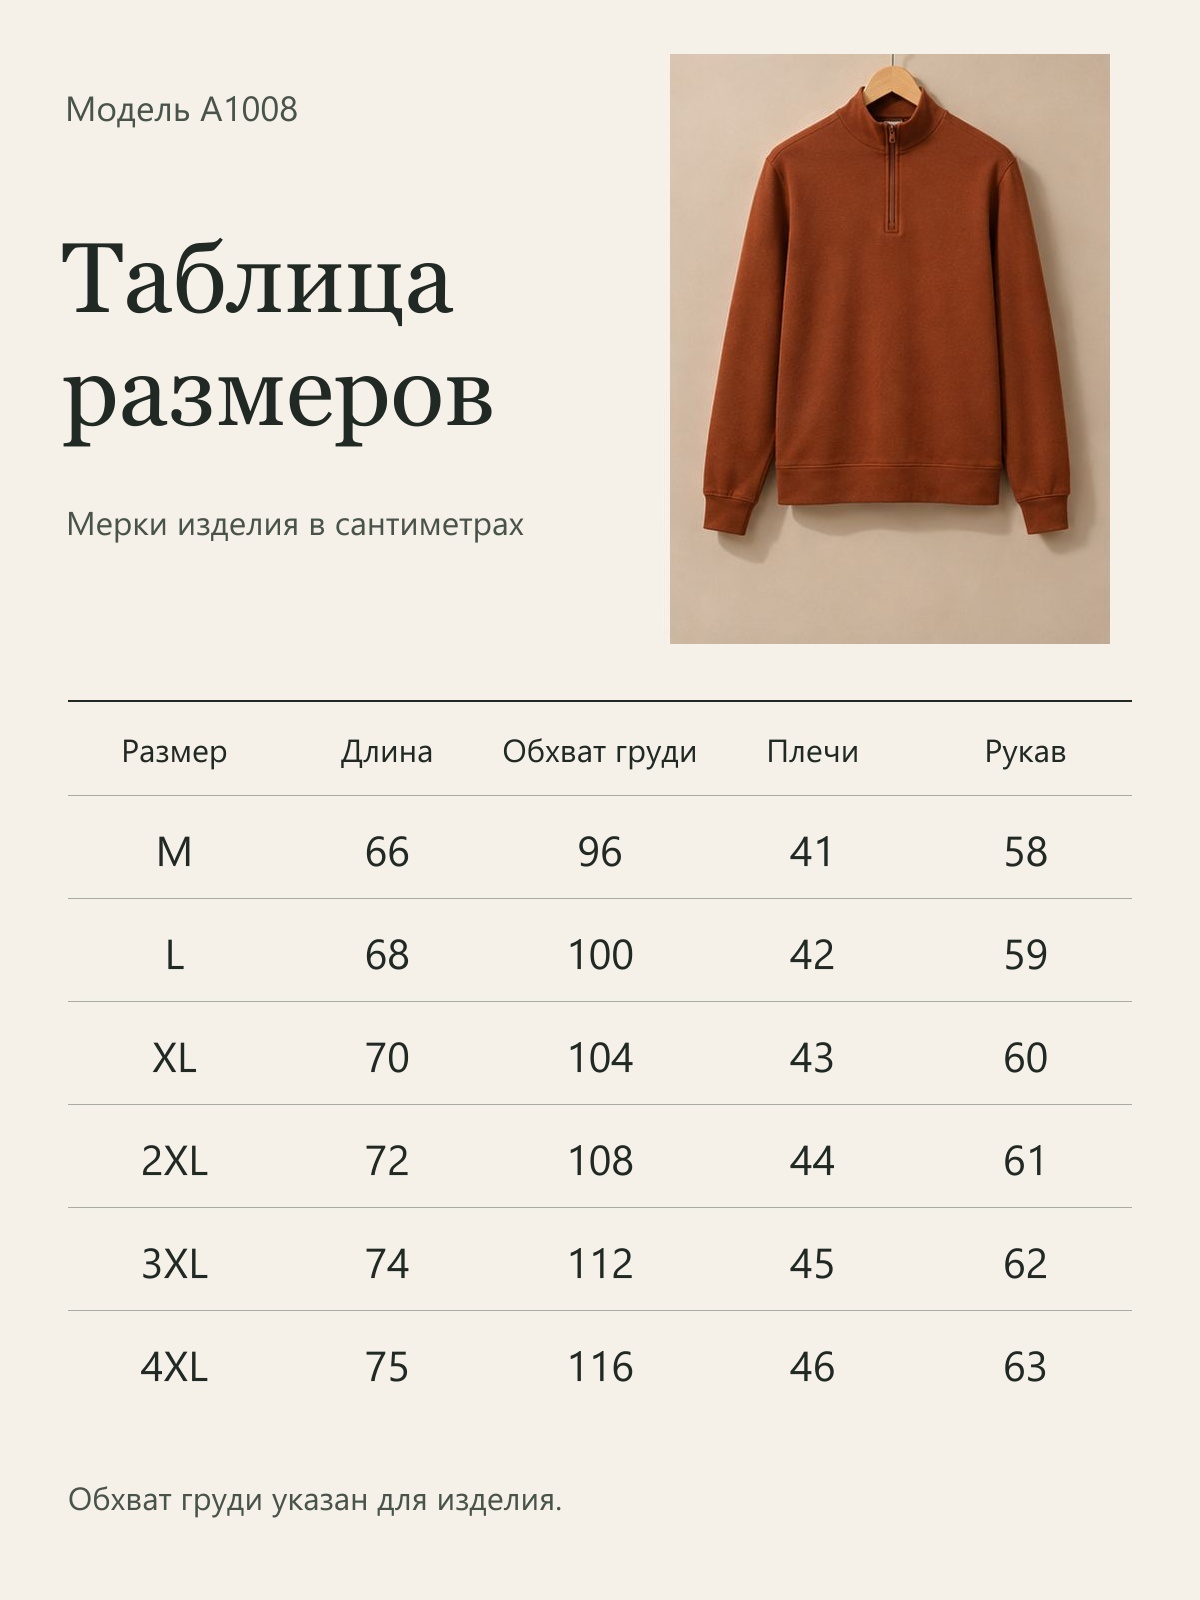 Модель A1008
Таблица
размеров
Мерки изделия в сантиметрах
Размер Длина Обхват груди Плечи Рукав
M 66 96 41 58
L 68 100 42 59
XL 70 104 43 60
2XL 72 108 44 61
3XL 74 112 45 62
4XL 75 116 46 63
Обхват груди указан для изделия.